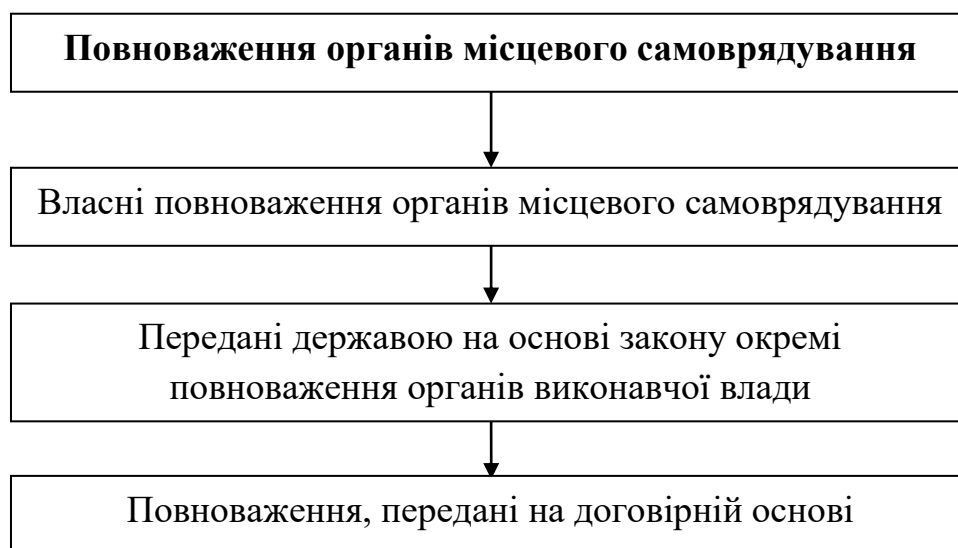 Повноваження органів місцевого самоврядування
Власні повноваження органів місцевого самоврядування
Передані державою на основі закону окремі
повноваження органів виконавчої влади
Повноваження, передані на договірній основі